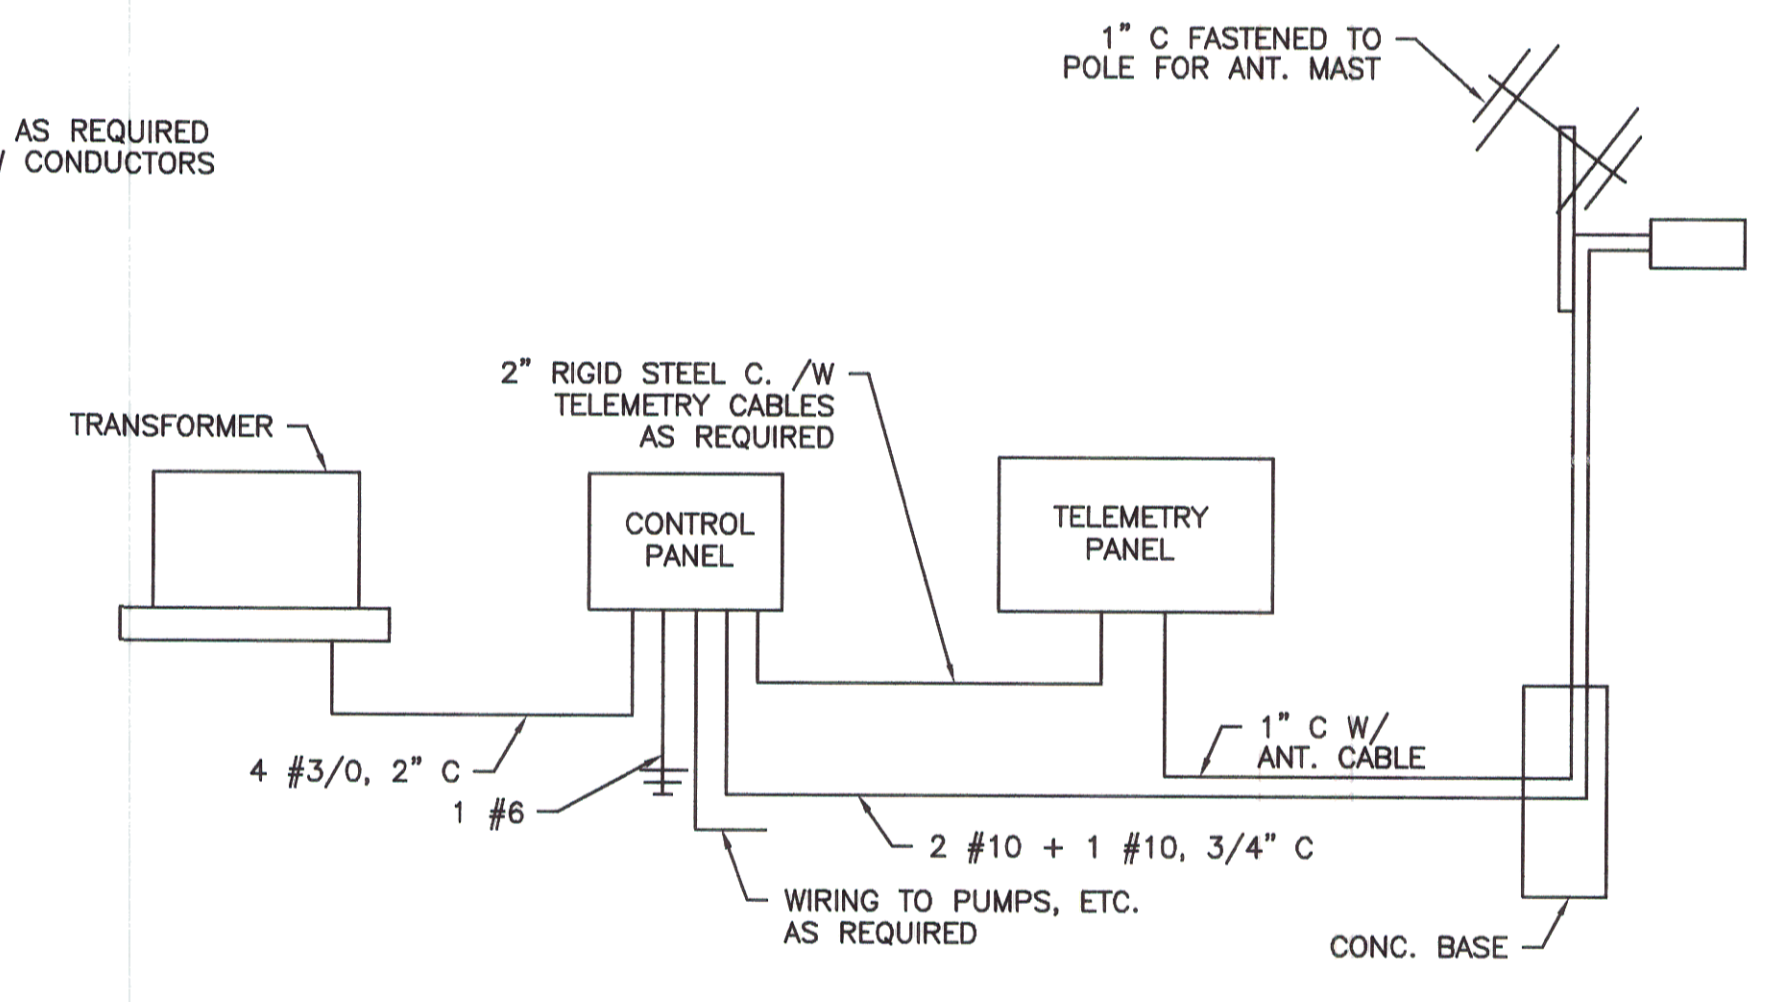 1" C FASTENED TO
POLE FOR ANT. MAST
AS REQUIRED
/ CONDUCTORS
2" RIGID STEEL C. /W
TELEMETRY CABLES
AS REQUIRED
TRANSFORMER
CONTROL
PANEL
TELEMETRY
PANEL
1" C W/
ANT. CABLE
4 #3/0, 2" C
1 #6
2 #10 + 1 #10, 3/4" C
WIRING TO PUMPS, ETC.
AS REQUIRED
CONC. BASE